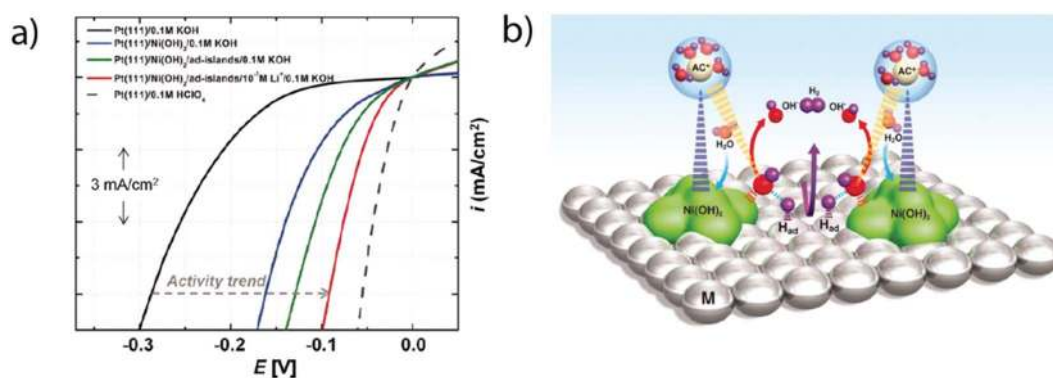 a)
Pt(111)/0.1M KOH
Pt(111)/Ni(OH)₂/0.1M KOH
Pt(111)/Ni(OH)₂/ad-islands/0.1M KOH
Pt(111)/Ni(OH)₂/ad-islands/10⁻³M Li⁺/0.1M KOH
Pt(111)/0.1M HClO₄
3 mA/cm²
Activity trend
i (mA/cm²)
-0.3 -0.2 -0.1 0.0
E [V]
b)
AC⁺ AC⁺
H₂
OH⁻ OH⁻
H₂O H₂O
Ni(OH)₂ Ni(OH)₂
H_ad H_ad
M